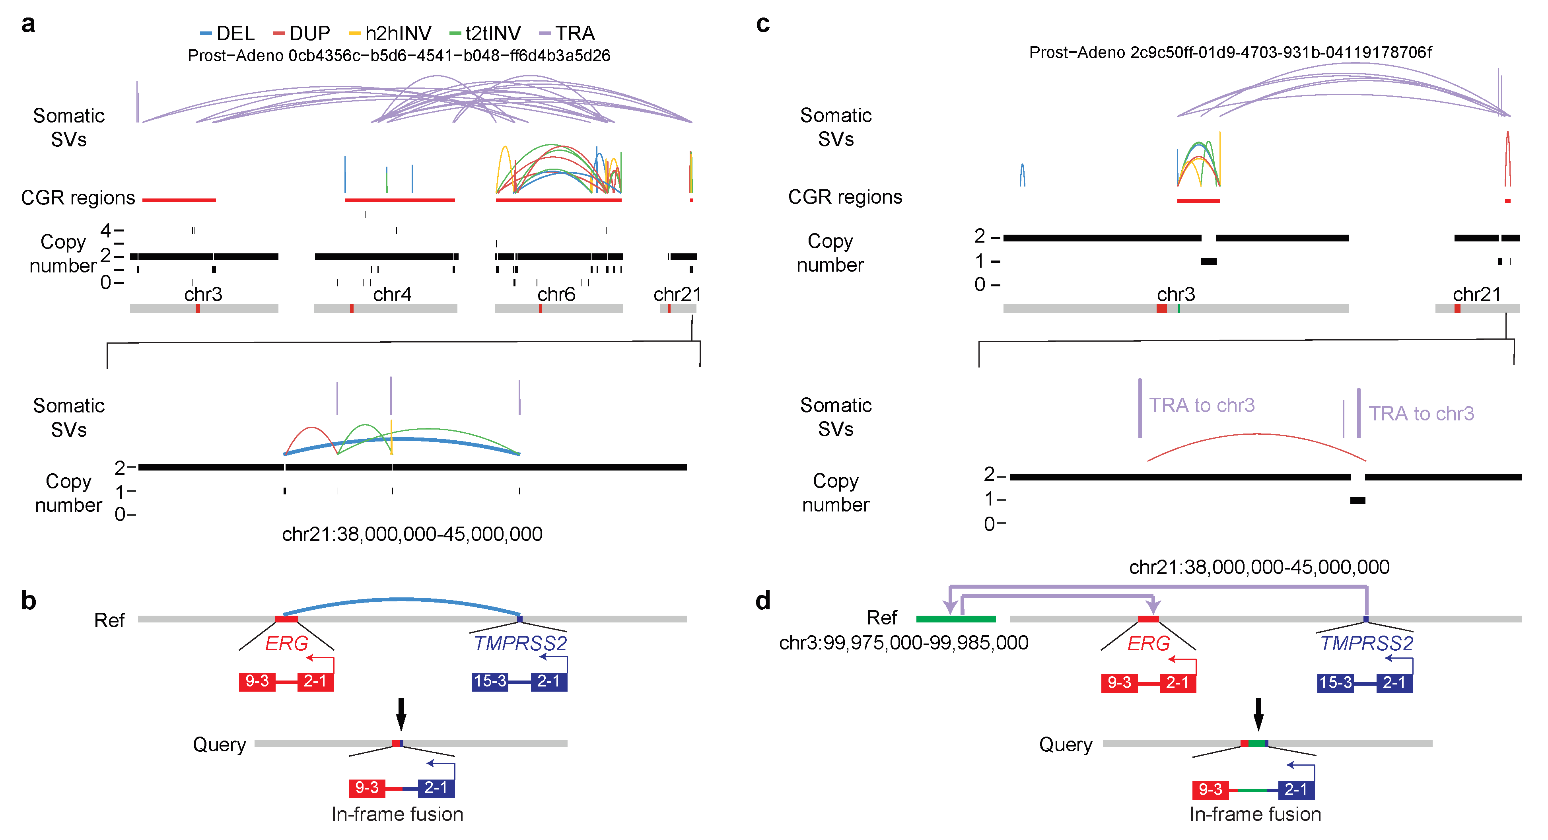 a
DEL DUP h2hINV t2tINV TRA
Prost−Adeno 0cb4356c−b5d6−4541−b048−ff6d4b3a5d26
Somatic
SVs
CGR regions
Copy
number
4
2
0
chr3 chr4 chr6 chr21
Somatic
SVs
Copy
number
2
1
0
chr21:38,000,000-45,000,000
b
Ref
ERG TMPRSS2
9-3 2-1 15-3 2-1
Query
9-3 2-1
In-frame fusion
c
Prost−Adeno 2c9c50ff-01d9-4703-931b-04119178706f
Somatic
SVs
CGR regions
Copy
number
2
1
0
chr3 chr21
Somatic
SVs
TRA to chr3
TRA to chr3
Copy
number
2
1
0
chr21:38,000,000-45,000,000
d
Ref
chr3:99,975,000-99,985,000
ERG TMPRSS2
9-3 2-1 15-3 2-1
Query
9-3 2-1
In-frame fusion